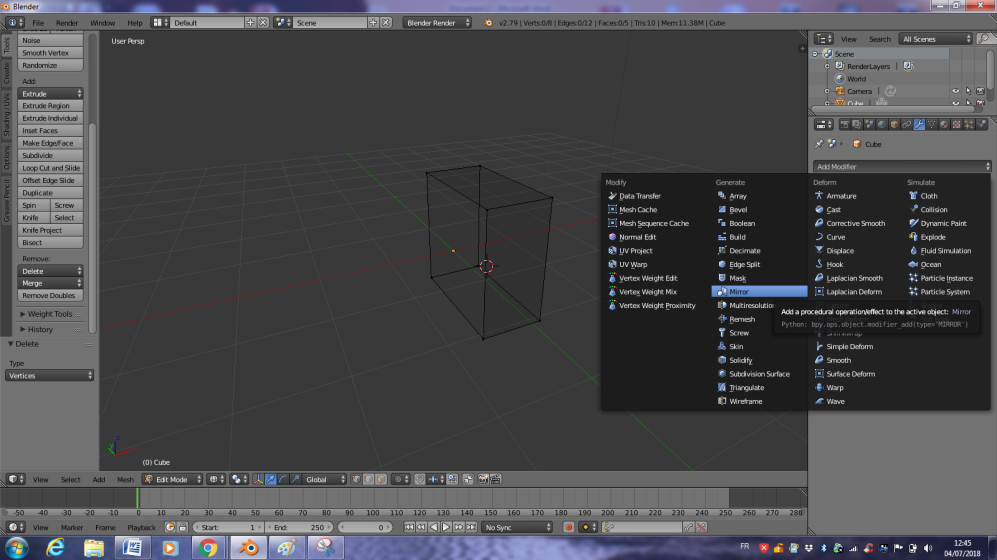 Blender
File Render Window Help Default Scene Blender Render v2.79 | Verts:0/8 | Edges:0/12 | Faces:0/5 | Tris:10 | Mem:11.38M | Cube
Tools
Create
Shading / UVs
Options
Grease Pencil
Noise
Smooth Vertex
Randomize
Add:
Extrude
Extrude Region
Extrude Individual
Inset Faces
Make Edge/Face
Subdivide
Loop Cut and Slide
Offset Edge Slide
Duplicate
Spin Screw
Knife Select
Knife Project
Bisect
Remove:
Delete
Merge
Remove Doubles
Weight Tools
History
Delete
Type
Vertices
User Persp
(0) Cube
View Search All Scenes
Scene
RenderLayers
World
Camera
Cube
Cube
Add Modifier
Modify
Data Transfer
Mesh Cache
Mesh Sequence Cache
Normal Edit
UV Project
UV Warp
Vertex Weight Edit
Vertex Weight Mix
Vertex Weight Proximity
Generate
Array
Bevel
Boolean
Build
Decimate
Edge Split
Mask
Mirror
Multiresolution
Remesh
Screw
Skin
Solidify
Subdivision Surface
Triangulate
Wireframe
Deform
Armature
Cast
Corrective Smooth
Curve
Displace
Hook
Laplacian Smooth
Laplacian Deform
Simple Deform
Smooth
Surface Deform
Warp
Wave
Simulate
Cloth
Collision
Dynamic Paint
Explode
Fluid Simulation
Ocean
Particle Instance
Particle System
Add a procedural operation/effect to the active object: Mirror
Python: bpy.ops.object.modifier_add(type='MIRROR')
View Select Add Mesh Edit Mode Global
-50 -40 -30 -20 -10 0 10 20 30 40 50 60 70 80 90 100 110 120 130 140 150 160 170 180 190 200 210 220 230 240 250 260 270 280
View Marker Frame Playback Start: 1 End: 250 0 No Sync
FR 12:45
04/07/2018